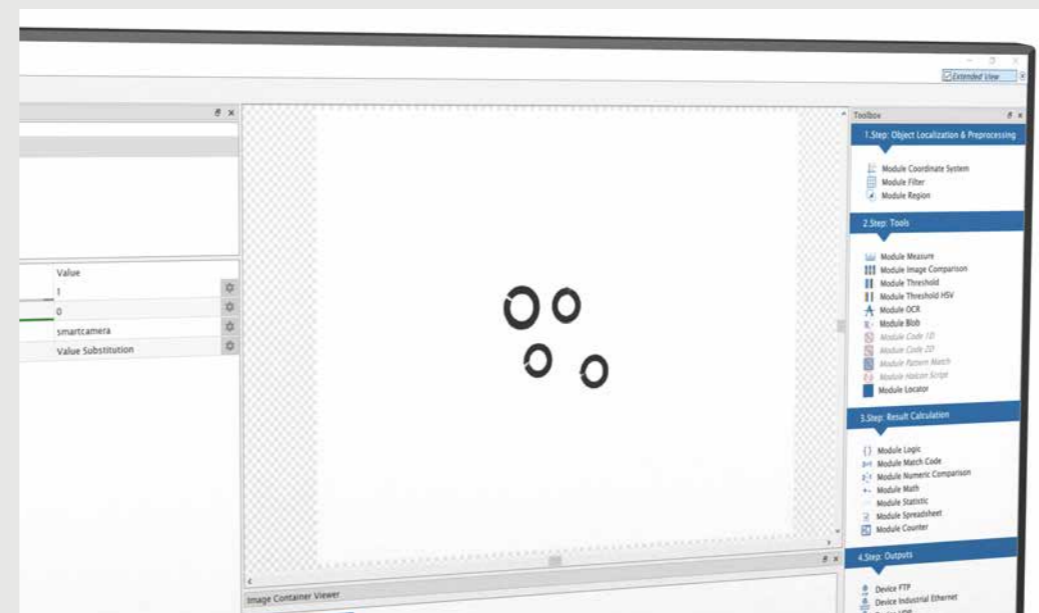 Extended View
Toolbox
1.Step: Object Localization & Preprocessing
Module Coordinate System
Module Filter
Module Region
2.Step: Tools
Module Measure
Module Image Comparison
Module Threshold
Module Threshold HSV
Module OCR
Module Blob
Module Code 1D
Module Code 2D
Module Pattern Match
Module Halcon Script
Module Locator
3.Step: Result Calculation
Module Logic
Module Match Code
Module Numeric Comparison
Module Math
Module Statistic
Module Spreadsheet
Module Counter
4.Step: Outputs
Device FTP
Device Industrial Ethernet
Value
1
0
smartcamera
Value Substitution
Image Container Viewer